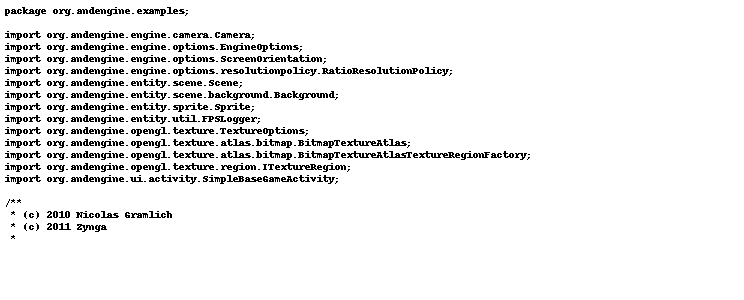 package org.andengine.examples;

import org.andengine.engine.camera.Camera;
import org.andengine.engine.options.EngineOptions;
import org.andengine.engine.options.ScreenOrientation;
import org.andengine.engine.options.resolutionpolicy.RatioResolutionPolicy;
import org.andengine.entity.scene.Scene;
import org.andengine.entity.scene.background.Background;
import org.andengine.entity.sprite.Sprite;
import org.andengine.entity.util.FPSLogger;
import org.andengine.opengl.texture.TextureOptions;
import org.andengine.opengl.texture.atlas.bitmap.BitmapTextureAtlas;
import org.andengine.opengl.texture.atlas.bitmap.BitmapTextureAtlasTextureRegionFactory;
import org.andengine.opengl.texture.region.ITextureRegion;
import org.andengine.ui.activity.SimpleBaseGameActivity;

/**
 * (c) 2010 Nicolas Gramlich
 * (c) 2011 Zynga
 *